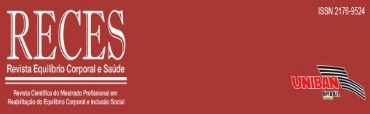 ISSN 2176-9524
RECES
Revista Equilíbrio Corporal e Saúde
Revista Científica do Mestrado Profissional em
Reabilitação do Equilíbrio Corporal e Inclusão Social
UNIBAN